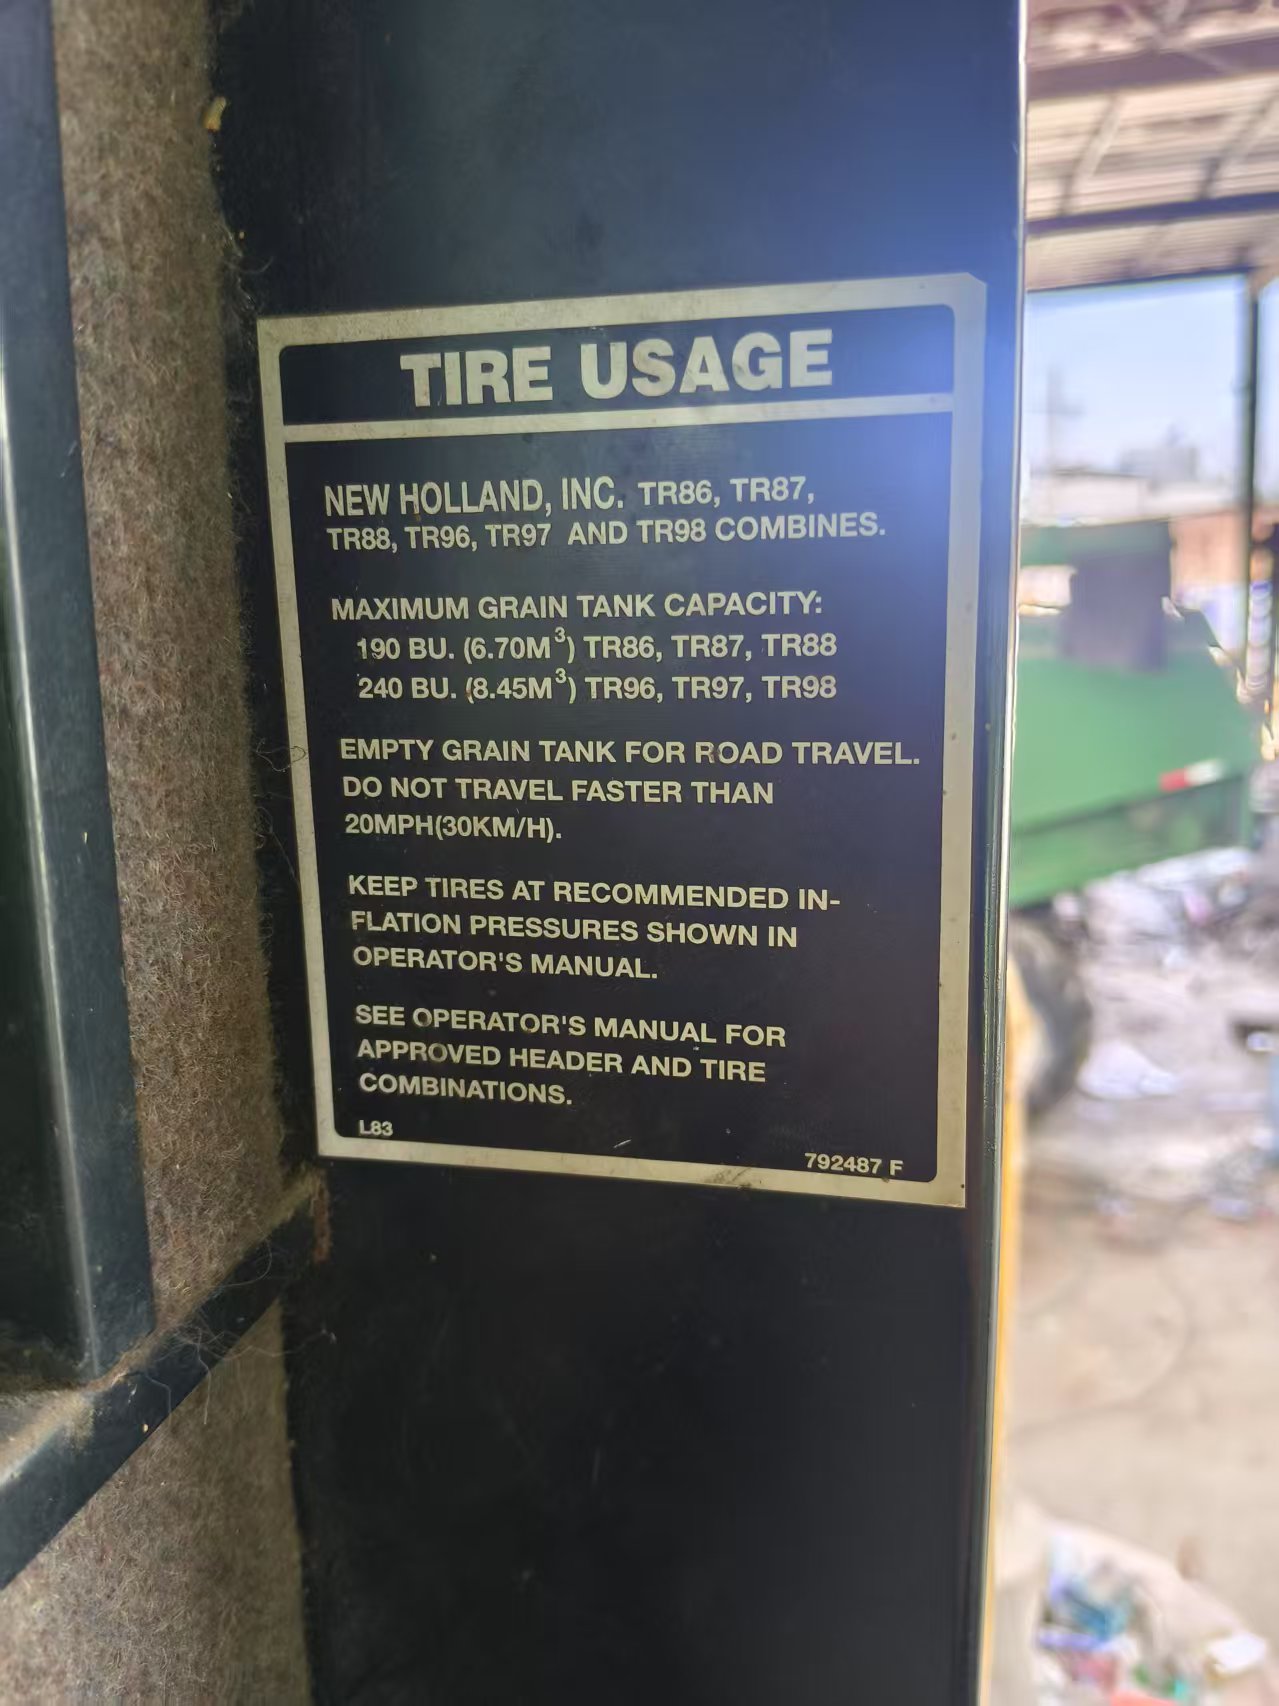 TIRE USAGE
NEW HOLLAND, INC. TR86, TR87,
TR88, TR96, TR97 AND TR98 COMBINES.
MAXIMUM GRAIN TANK CAPACITY:
190 BU. (6.70M³) TR86, TR87, TR88
240 BU. (8.45M³) TR96, TR97, TR98
EMPTY GRAIN TANK FOR ROAD TRAVEL.
DO NOT TRAVEL FASTER THAN
20MPH(30KM/H).
KEEP TIRES AT RECOMMENDED IN-
FLATION PRESSURES SHOWN IN
OPERATOR'S MANUAL.
SEE OPERATOR'S MANUAL FOR
APPROVED HEADER AND TIRE
COMBINATIONS.
L83
792487 F